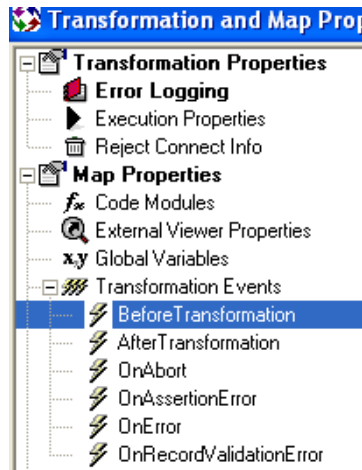 Transformation and Map Prop
Transformation Properties
Error Logging
Execution Properties
Reject Connect Info
Map Properties
fx Code Modules
External Viewer Properties
x,y Global Variables
Transformation Events
BeforeTransformation
AfterTransformation
OnAbort
OnAssertionError
OnError
OnRecordValidationError